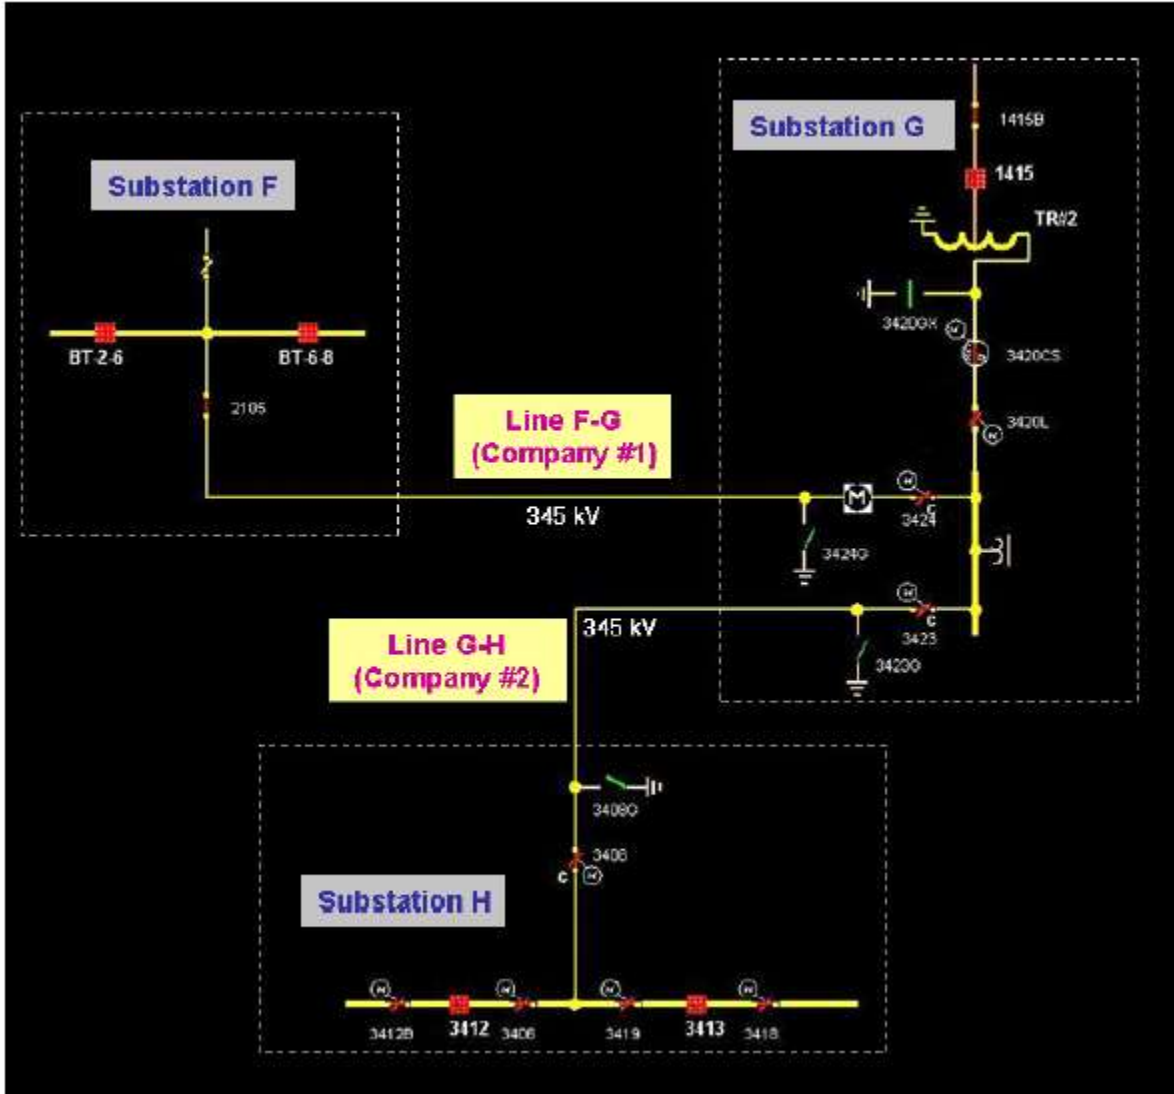 Substation G
1415B
1415
TR#2
3420GX
3420CS
3420L
Substation F
BT-2-6
BT-6-8
2105
Line F-G
(Company #1)
345 kV
M
3424
C
3424G
Line G-H
(Company #2)
345 kV
3423
C
3423G
3408G
3408
C
Substation H
3412B
3412
3406
3419
3413
3418